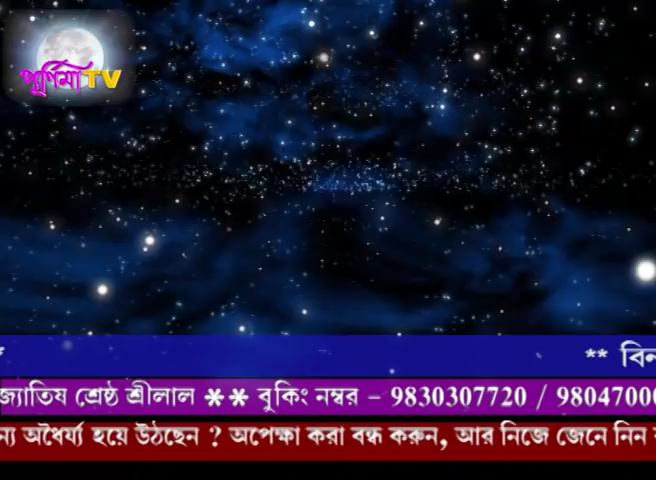 পূর্ণিমা TV
** বিন
জ্যোতিষ শ্রেষ্ঠ শ্রীলাল ** বুকিং নম্বর – 9830307720 / 98047000
অধৈর্য্য হয়ে উঠছেন ? অপেক্ষা করা বন্ধ করুন, আর নিজে জেনে নিন